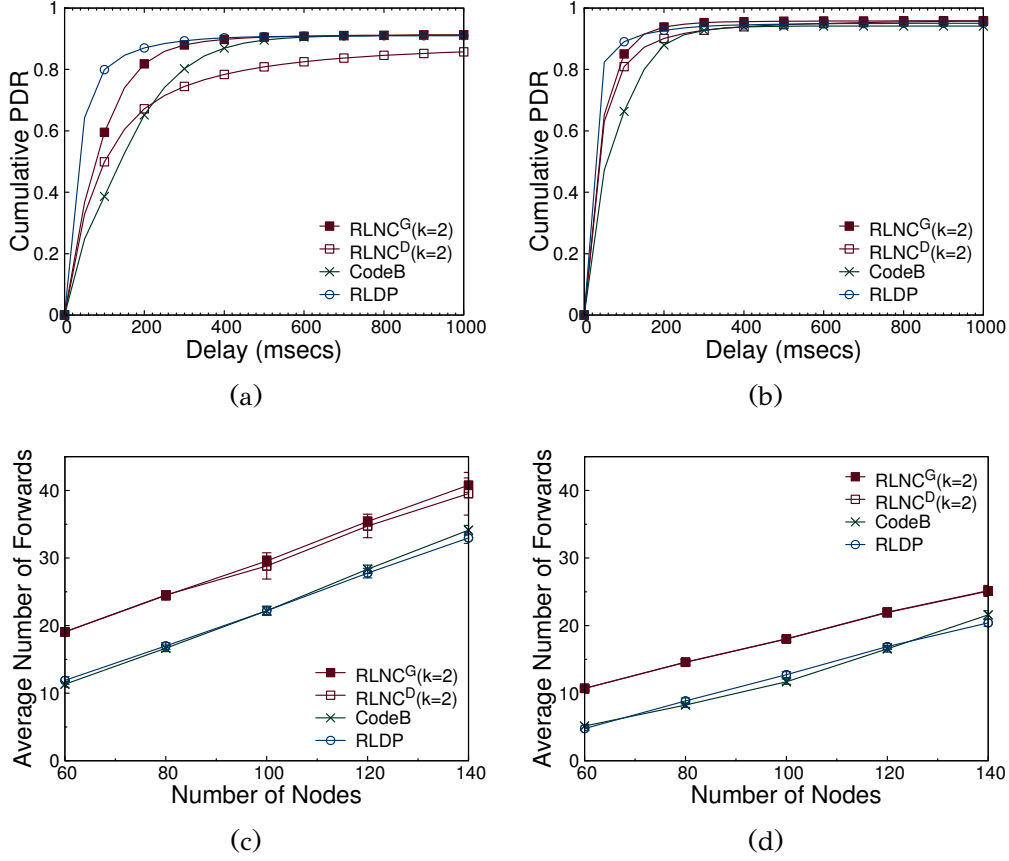 Cumulative PDR
1
0.8
0.6
0.4
0.2
0
0
200
400
600
800
1000
Delay (msecs)
RLNC^G(k=2)
RLNC^D(k=2)
CodeB
RLDP
(a)
Cumulative PDR
1
0.8
0.6
0.4
0.2
0
0
200
400
600
800
1000
Delay (msecs)
RLNC^G(k=2)
RLNC^D(k=2)
CodeB
RLDP
(b)
Average Number of Forwards
40
30
20
10
0
60
80
100
120
140
Number of Nodes
RLNC^G(k=2)
RLNC^D(k=2)
CodeB
RLDP
(c)
Average Number of Forwards
40
30
20
10
0
60
80
100
120
140
Number of Nodes
RLNC^G(k=2)
RLNC^D(k=2)
CodeB
RLDP
(d)